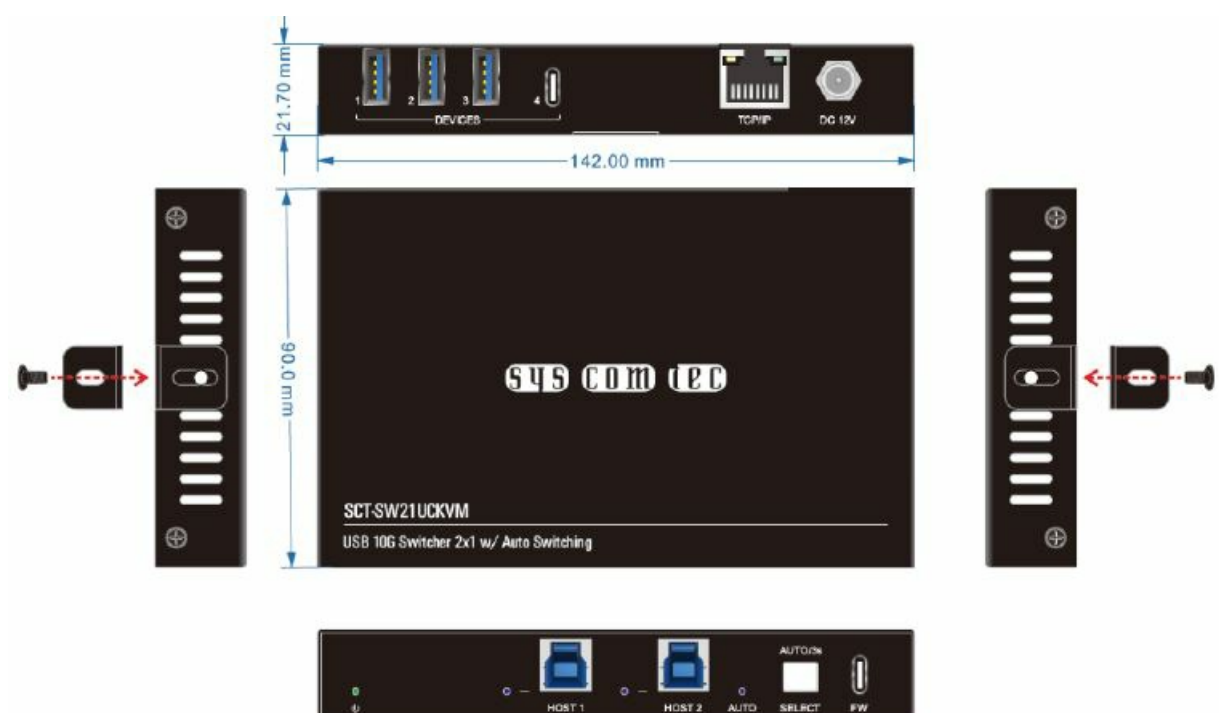 21.70 mm
1 2 3 4
DEVICES
TCP/IP
DC 12V
142.00 mm
90.0 mm
sys com tec
SCT-SW21UCKVM
USB 10G Switcher 2x1 w/ Auto Switching
AUTO/3s
HOST 1
HOST 2
AUTO
SELECT
FW